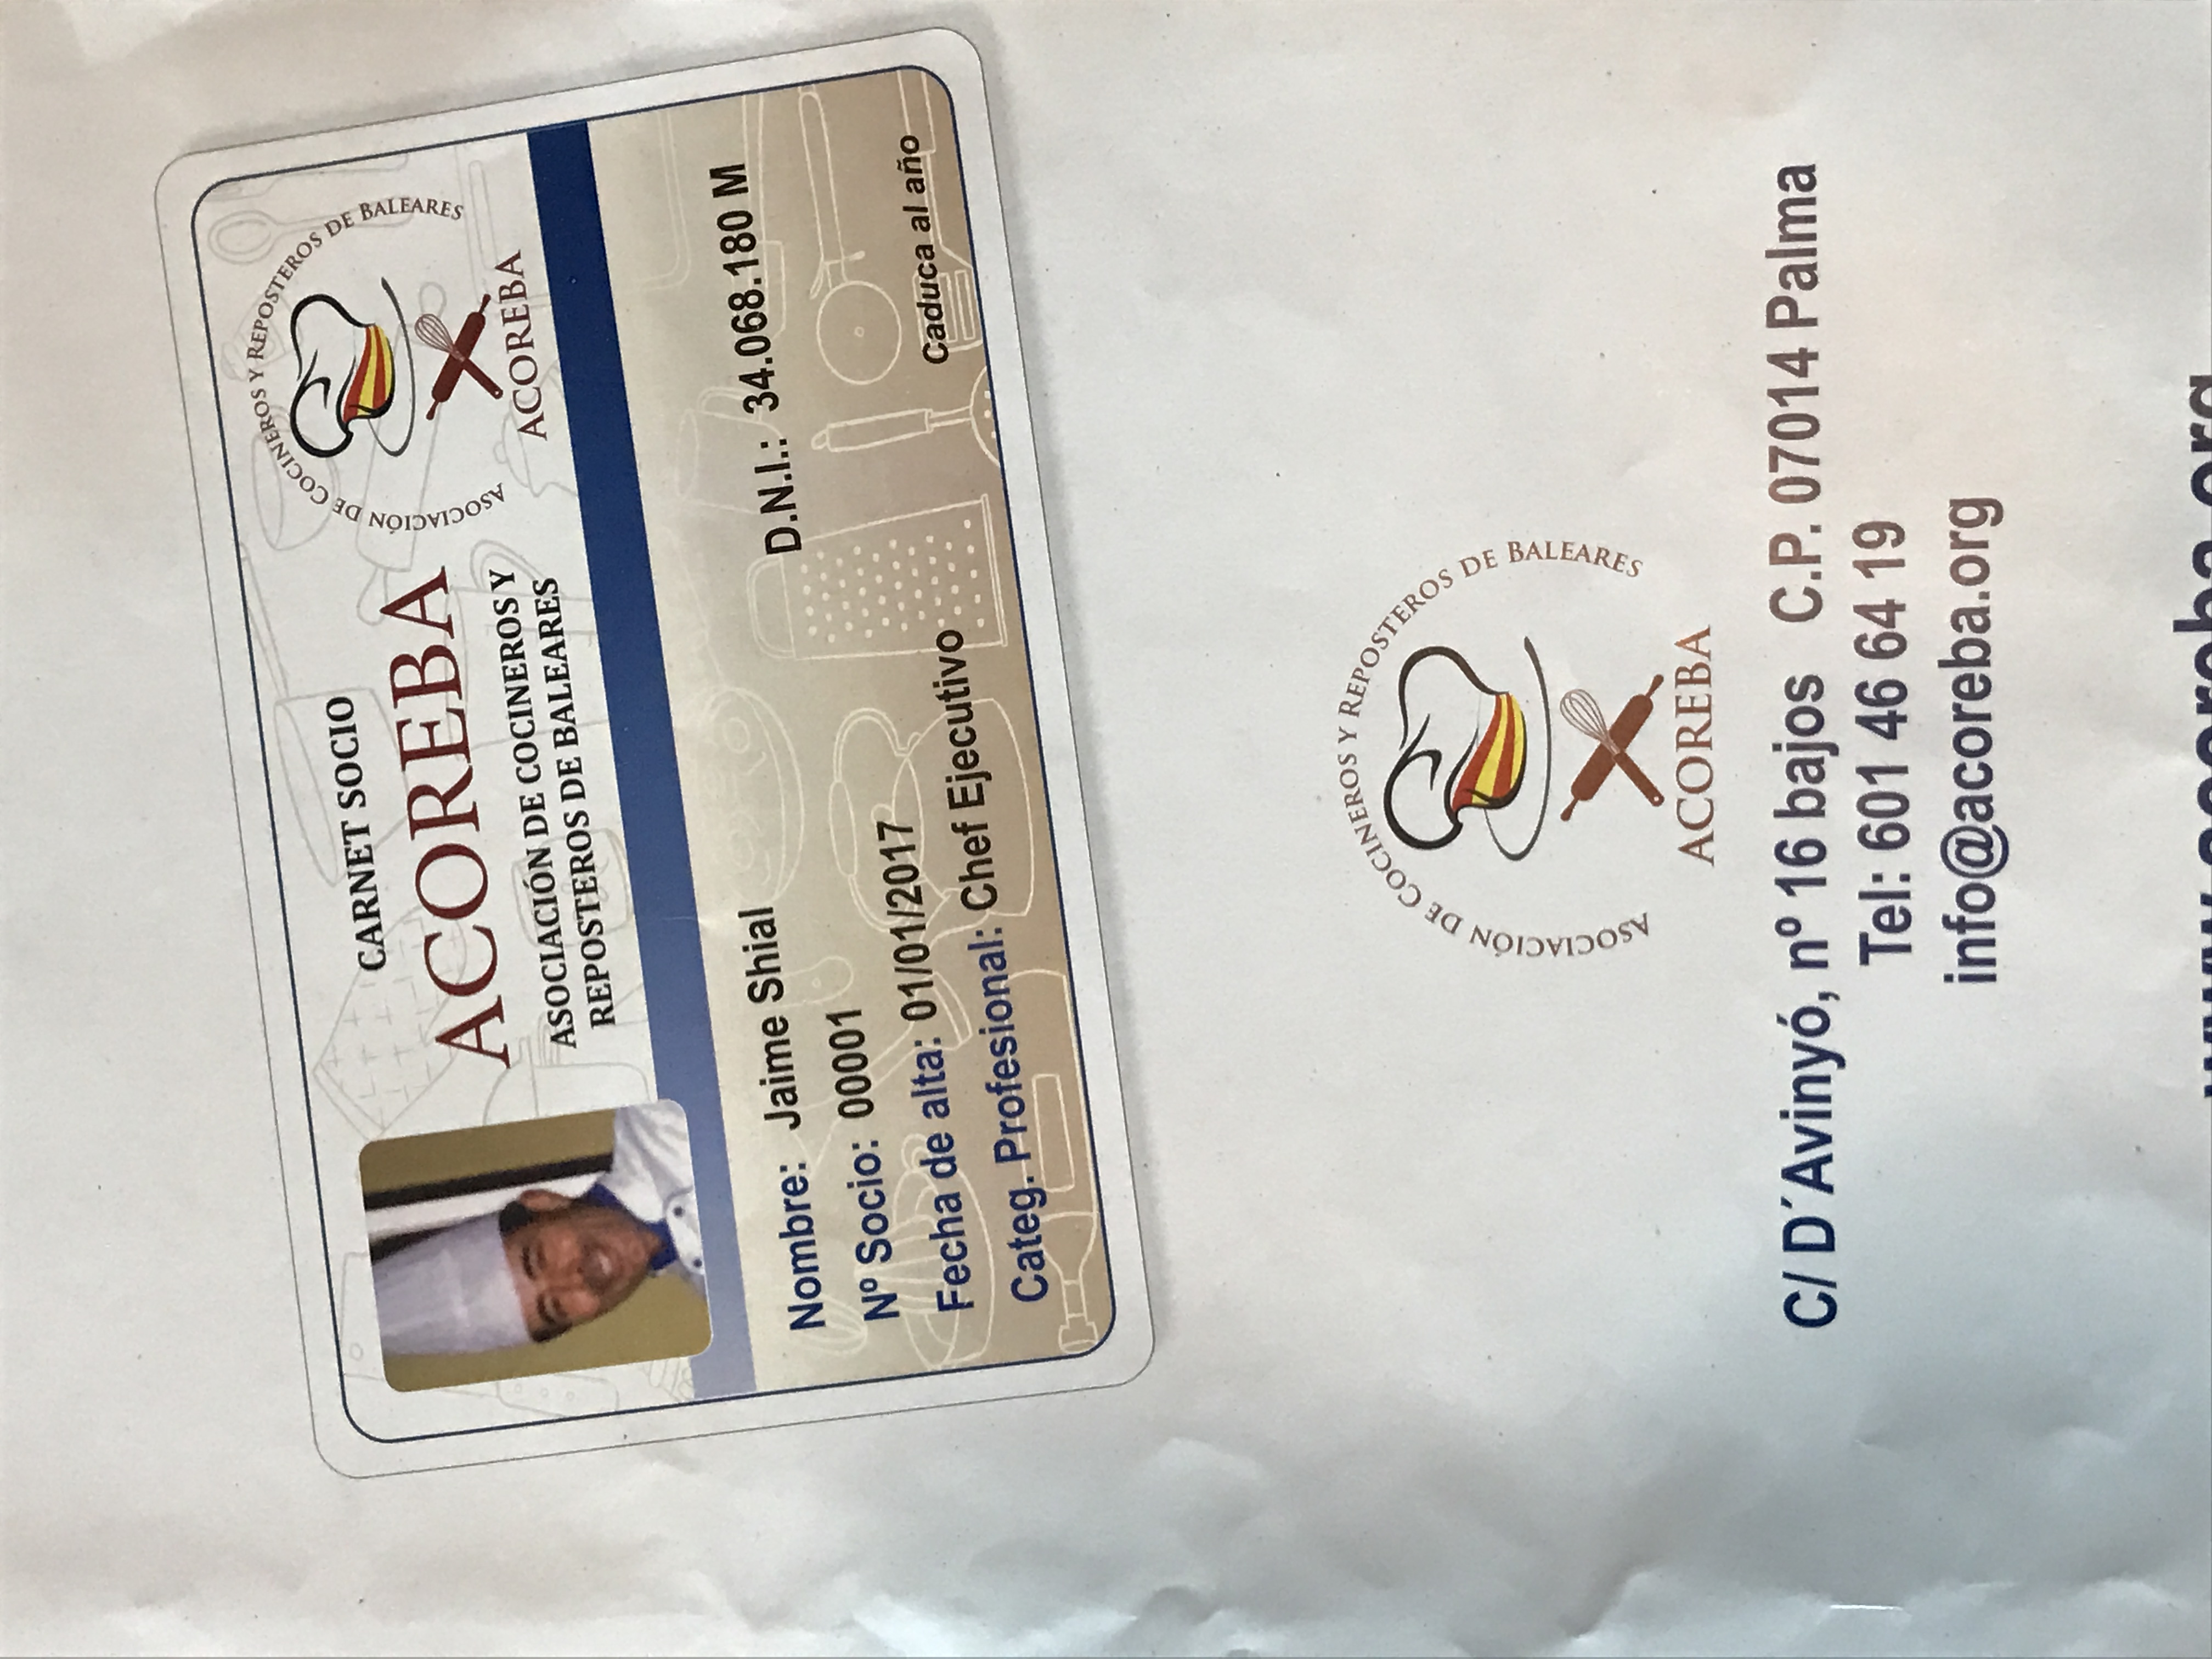 CARNET SOCIO
ACOREBA
ASOCIACIÓN DE COCINEROS Y
REPOSTEROS DE BALEARES
ASOCIACIÓN DE COCINEROS Y REPOSTEROS DE BALEARES
ACOREBA
Nombre: Jaime Shial
D.N.I.: 34.068.180 M
Nº Socio: 00001
Fecha de alta: 01/01/2017
Categ. Profesional: Chef Ejecutivo
Caduca al año
ASOCIACIÓN DE COCINEROS Y REPOSTEROS DE BALEARES
ACOREBA
C/ D´Avinyó, nº 16 bajos C.P. 07014 Palma
Tel: 601 46 64 19
info@acoreba.org
www.acoreba.org